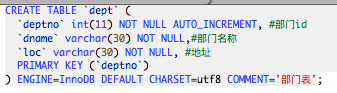 CREATE TABLE `dept` (
`deptno` int(11) NOT NULL AUTO_INCREMENT, #部门id
`dname` varchar(30) NOT NULL,#部门名称
`loc` varchar(30) NOT NULL, #地址
PRIMARY KEY (`deptno`)
) ENGINE=InnoDB DEFAULT CHARSET=utf8 COMMENT='部门表';